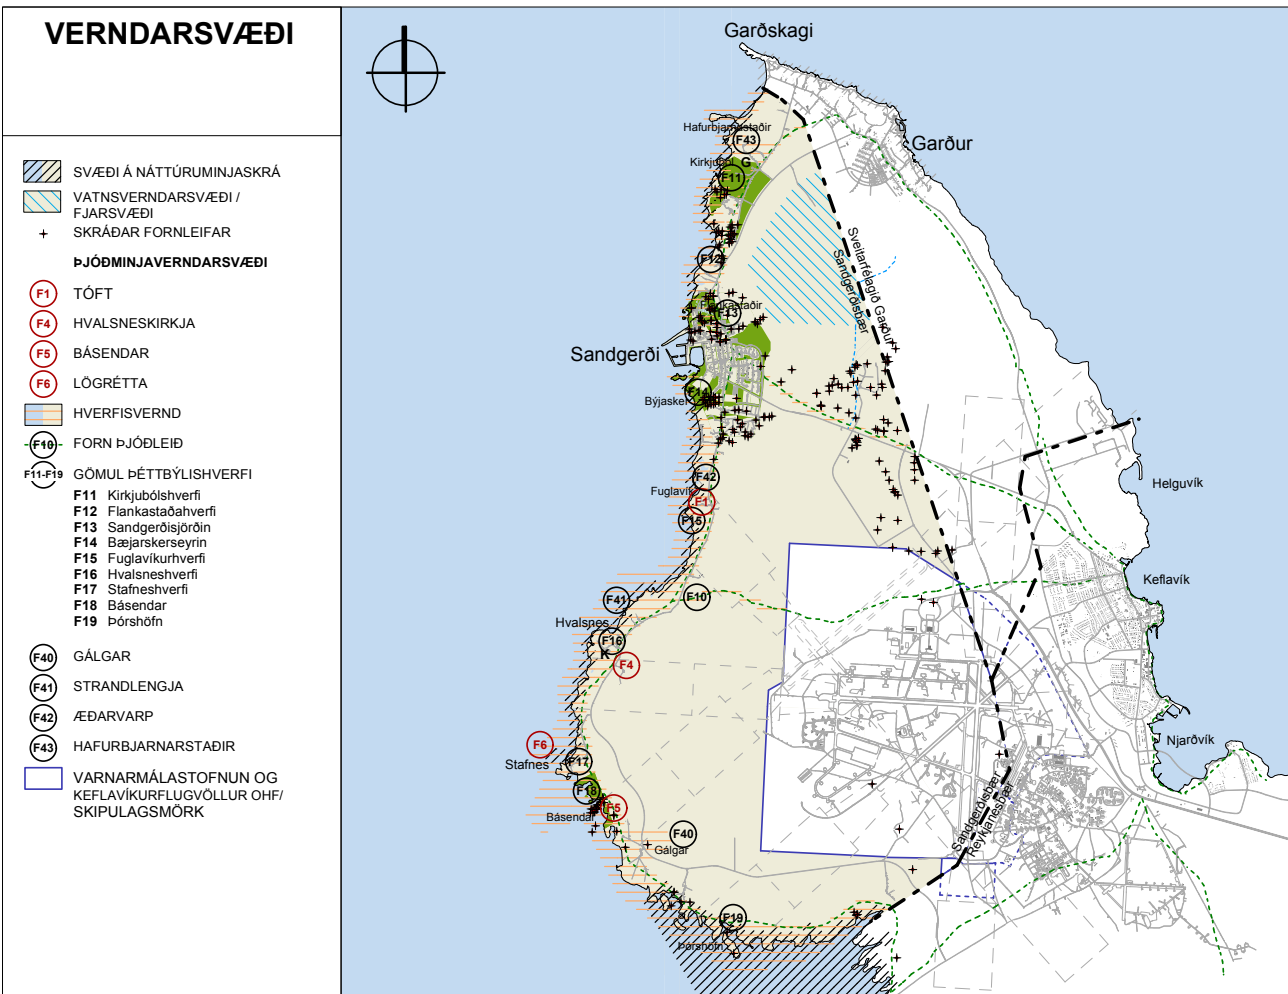 VERNDARSVÆÐI
SVÆÐI Á NÁTTÚRUMINJASKRÁ
VATNSVERNDARSVÆÐI /
FJARSVÆÐI
SKRÁÐAR FORNLEIFAR
ÞJÓÐMINJAVERNDARSVÆÐI
F1 TÓFT
F4 HVALSNESKIRKJA
F5 BÁSENDAR
F6 LÖGRÉTTA
HVERFISVERND
F10 FORN ÞJÓÐLEIÐ
F11-F19 GÖMUL ÞÉTTBÝLISHVERFI
F11 Kirkjubólshverfi
F12 Flankastaðahverfi
F13 Sandgerðisjörðin
F14 Bæjarskerseyrin
F15 Fuglavíkurhverfi
F16 Hvalsneshverfi
F17 Stafneshverfi
F18 Básendar
F19 Þórshöfn
F40 GÁLGAR
F41 STRANDLENGJA
F42 ÆÐARVARP
F43 HAFURBJARNARSTAÐIR
VARNARMÁLASTOFNUN OG
KEFLAVÍKURFLUGVÖLLUR OHF/
SKIPULAGSMÖRK
Garðskagi
Hafurbjarnastaðir
F43
Garður
Kirkjuból G
F11
Sveitarfélagið Garður
Sandgerðisbær
F12
Flankastaðir
F13
Sandgerði
F14
Býjasker
F42
Fuglavík
F1
F15
Helguvík
Keflavík
F41
F10
Hvalsnes
F16
K
F4
F6
Stafnes
F17
F18
F5
Básendar
F40
Gálgar
Njarðvík
Sandgerðisbær
Reykjanesbær
F19
Þórshöfn